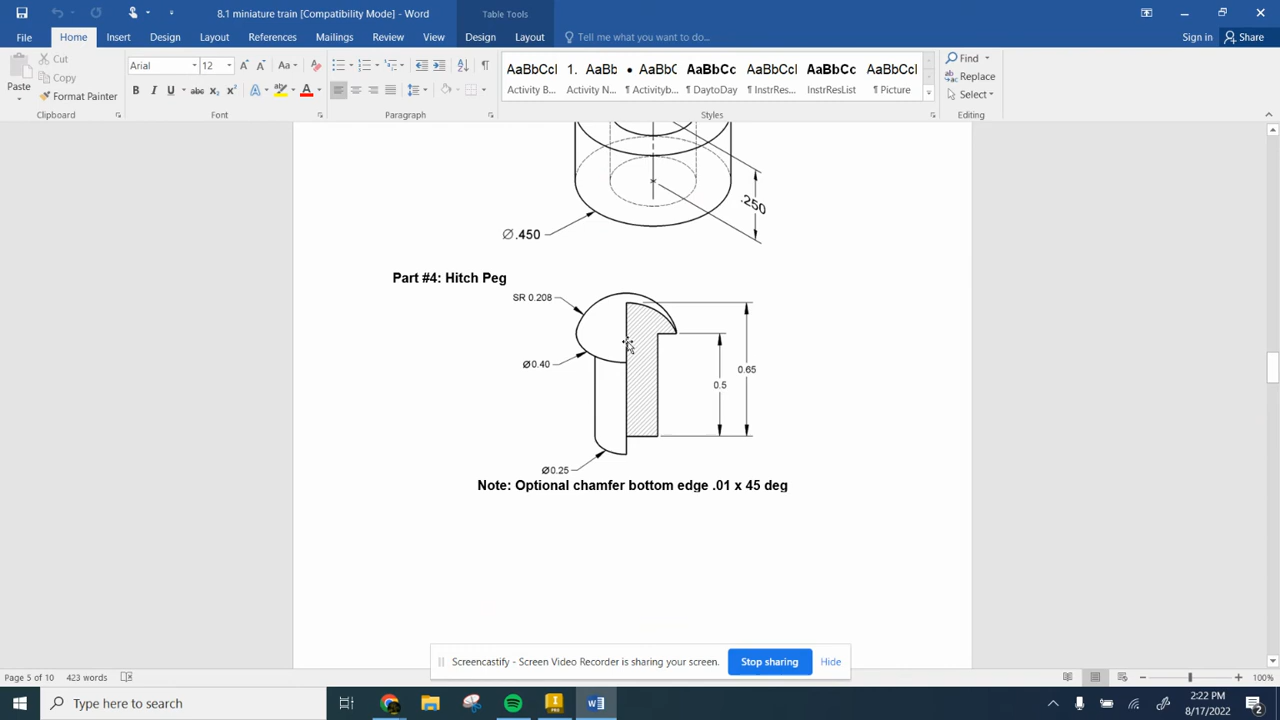 8.1 miniature train [Compatibility Mode] - Word
Table Tools
File Home Insert Design Layout References Mailings Review View Design Layout Tell me what you want to do... Sign in Share
Paste
Cut
Copy
Format Painter
Arial 12
AaBbCcI 1. AaBb • AaBbC AaBbCc AaBbCcI AaBbCc AaBbCcI
Activity B... Activity N... Activityb... ¶ DaytoDay ¶ InstrRes... InstrResList ¶ Picture
Find
Replace
Select
Clipboard Font Paragraph Styles Editing
.250
Ø.450
Part #4: Hitch Peg
SR 0.208
Ø0.40
0.65
0.5
Ø0.25
Note: Optional chamfer bottom edge .01 x 45 deg
Screencastify - Screen Video Recorder is sharing your screen. Stop sharing Hide
Page 5 of 10 423 words 100%
Type here to search
2:22 PM
8/17/2022
2